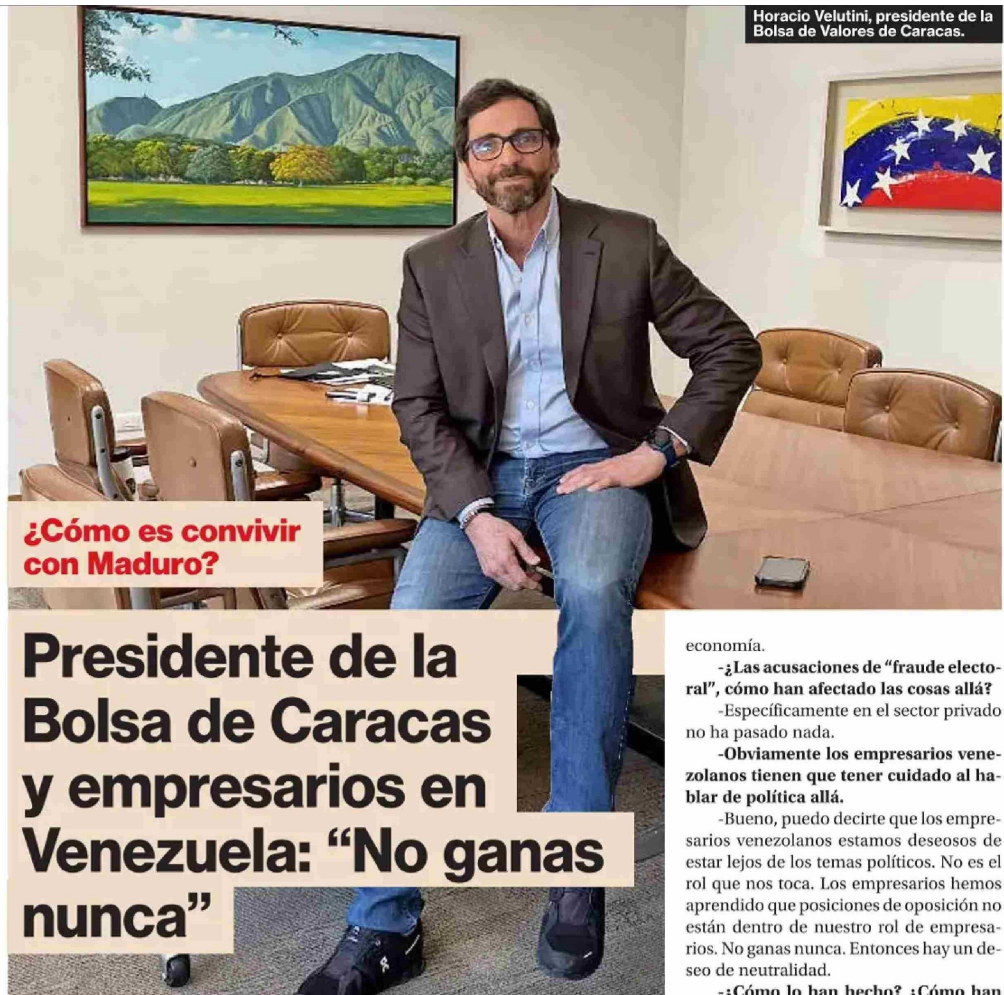 Horacio Velutini, presidente de la
Bolsa de Valores de Caracas.
¿Cómo es convivir
con Maduro?
Presidente de la
Bolsa de Caracas
y empresarios en
Venezuela: “No ganas
nunca”
economía.
-¿Las acusaciones de “fraude electo-
ral”, cómo han afectado las cosas allá?
-Específicamente en el sector privado
no ha pasado nada.
-Obviamente los empresarios vene-
zolanos tienen que tener cuidado al ha-
blar de política allá.
-Bueno, puedo decirte que los empre-
sarios venezolanos estamos deseosos de
estar lejos de los temas políticos. No es el
rol que nos toca. Los empresarios hemos
aprendido que posiciones de oposición no
están dentro de nuestro rol de empresa-
rios. No ganas nunca. Entonces hay un de-
seo de neutralidad.
-¿Cómo lo han hecho? ¿Cómo han